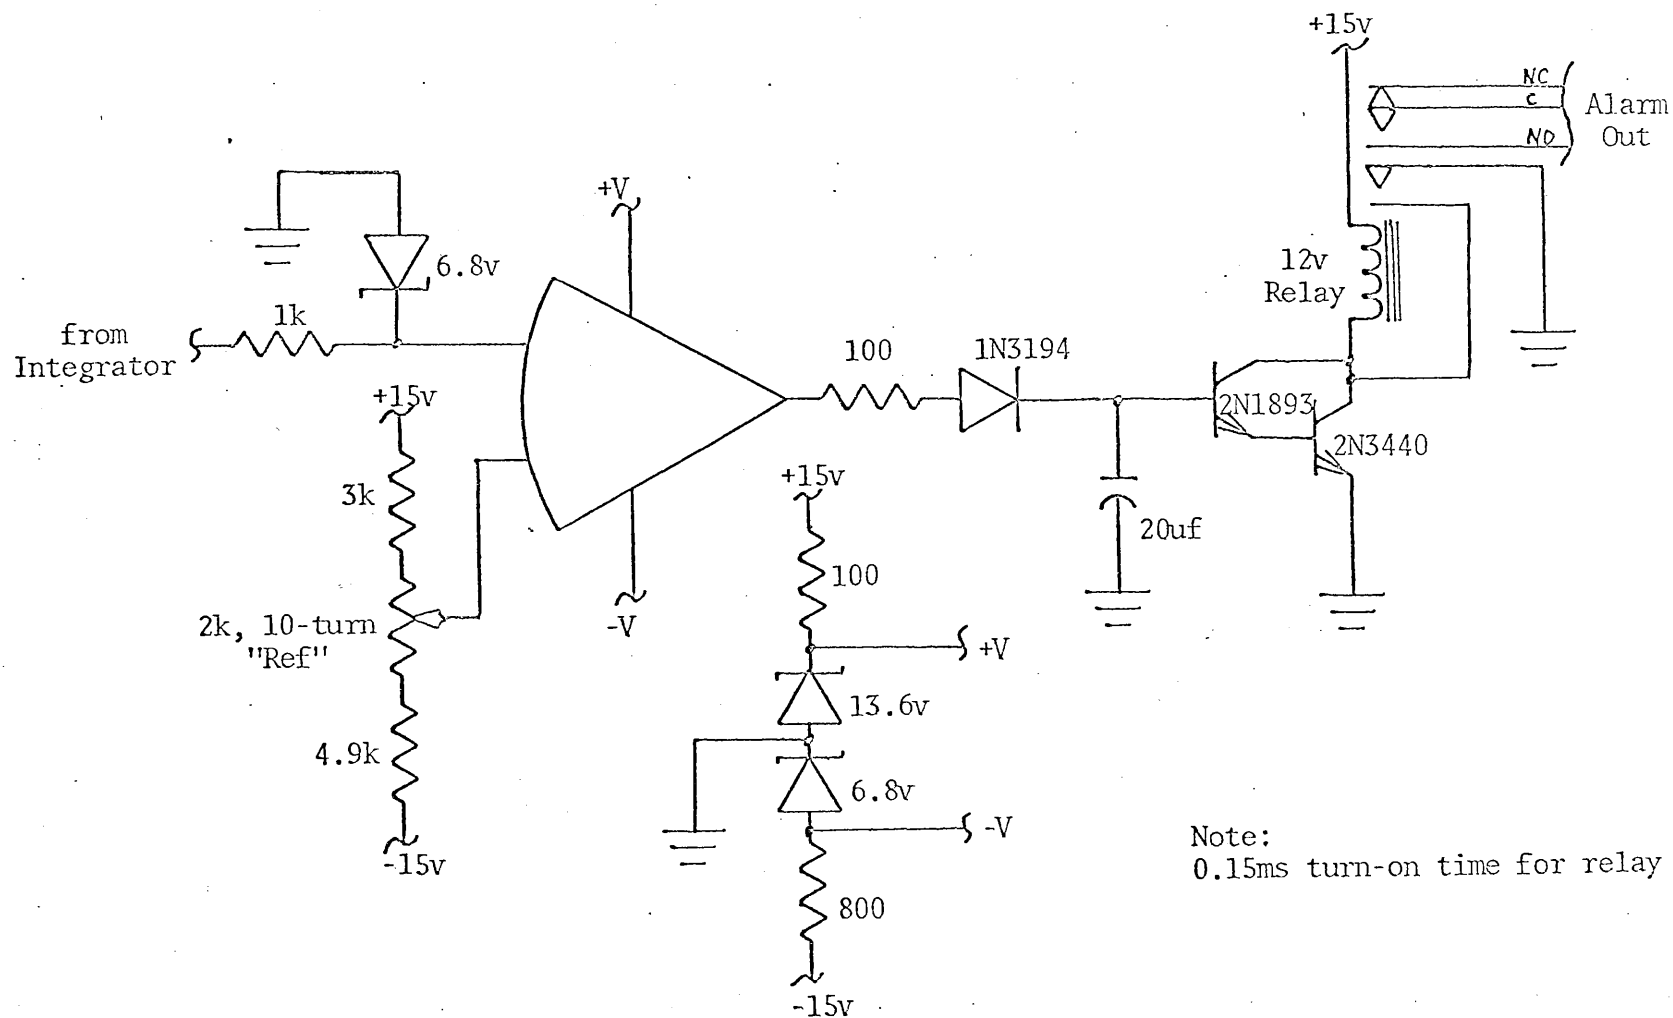 +15v
NC
C
NO
Alarm
Out
+V
6.8v
12v
Relay
1k
from
Integrator
100
1N3194
+15v
2N1893
2N3440
3k
+15v
20uf
100
-V
2k, 10-turn
"Ref"
+V
13.6v
4.9k
6.8v
-V
Note:
0.15ms turn-on time for relay
-15v
800
-15v